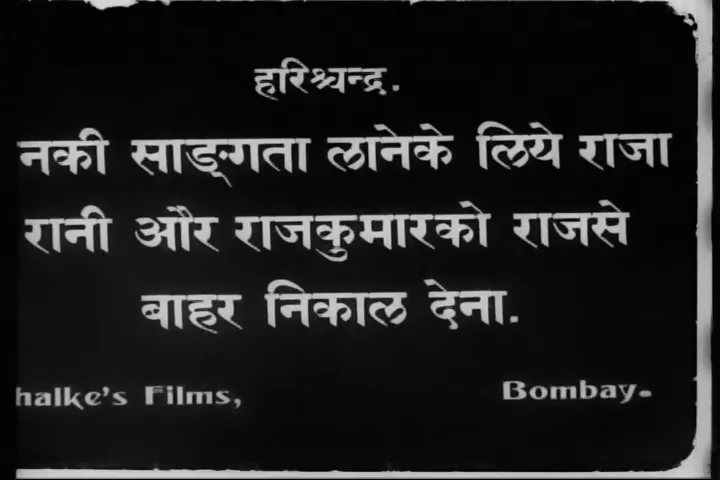 हरिश्चन्द्र.
नकी साङ्गता लानेके लिये राजा
रानी और राजकुमारको राजसे
बाहर निकाल देना.
halke's Films, Bombay.